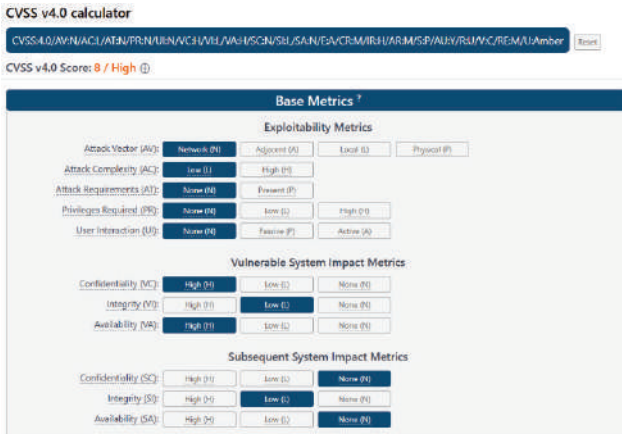 CVSS v4.0 calculator
CVSS:4.0/AV:N/AC:L/AT:N/PR:N/UI:N/VC:H/VI:L/VA:H/SC:N/SI:L/SA:N/E:A/CR:M/IR:H/AR:M/S:P/AU:Y/R:U/V:C/RE:M/U:Amber Reset
CVSS v4.0 Score: 8 / High
Base Metrics ?
Exploitability Metrics
Attack Vector (AV): Network (N) Adjacent (A) Local (L) Physical (P)
Attack Complexity (AC): Low (L) High (H)
Attack Requirements (AT): None (N) Present (P)
Privileges Required (PR): None (N) Low (L) High (H)
User Interaction (UI): None (N) Passive (P) Active (A)
Vulnerable System Impact Metrics
Confidentiality (VC): High (H) Low (L) None (N)
Integrity (VI): High (H) Low (L) None (N)
Availability (VA): High (H) Low (L) None (N)
Subsequent System Impact Metrics
Confidentiality (SC): High (H) Low (L) None (N)
Integrity (SI): High (H) Low (L) None (N)
Availability (SA): High (H) Low (L) None (N)